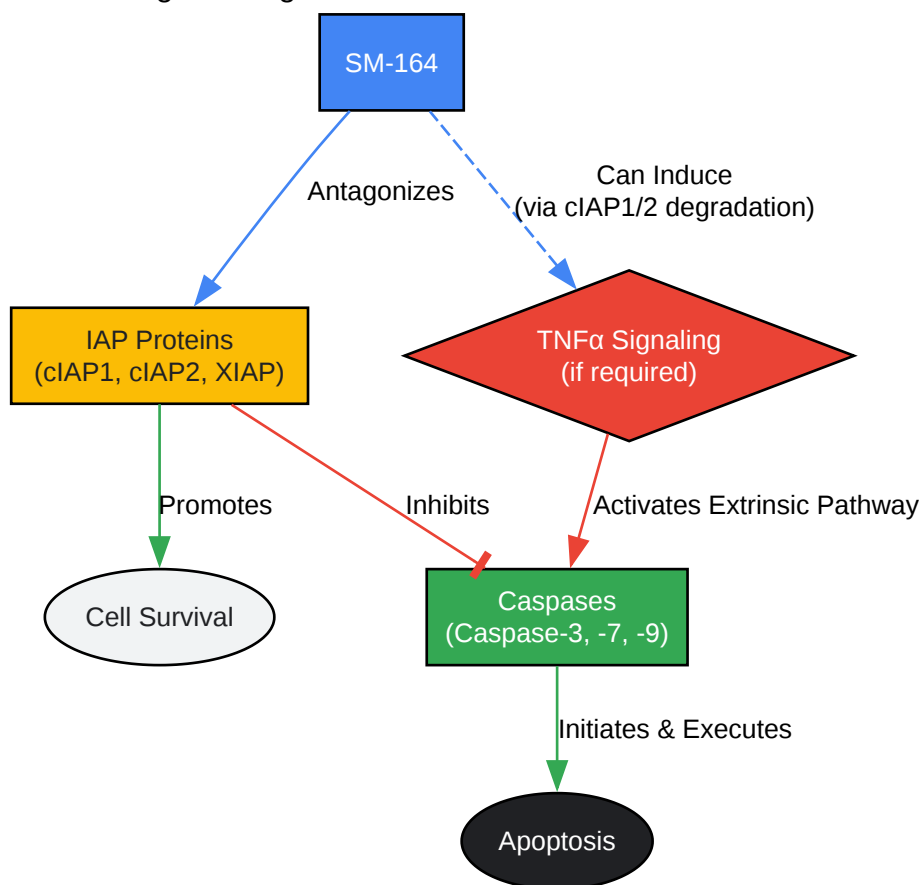 SM-164
Antagonizes
Can Induce
(via cIAP1/2 degradation)
IAP Proteins
(cIAP1, cIAP2, XIAP)
TNFα Signaling
(if required)
Promotes
Inhibits
Activates Extrinsic Pathway
Cell Survival
Caspases
(Caspase-3, -7, -9)
Initiates & Executes
Apoptosis